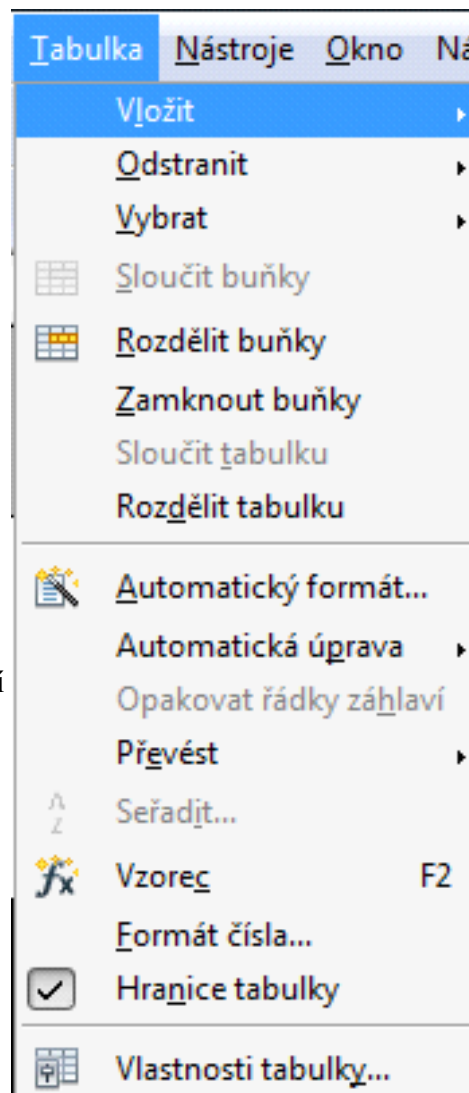 Tabulka Nástroje Okno Ná
Vložit
Odstranit
Vybrat
Sloučit buňky
Rozdělit buňky
Zamknout buňky
Sloučit tabulku
Rozdělit tabulku
Automatický formát...
Automatická úprava
í
Opakovat řádky záhlaví
Převést
Seřadit...
Vzorec F2
Formát čísla...
Hranice tabulky
Vlastnosti tabulky...